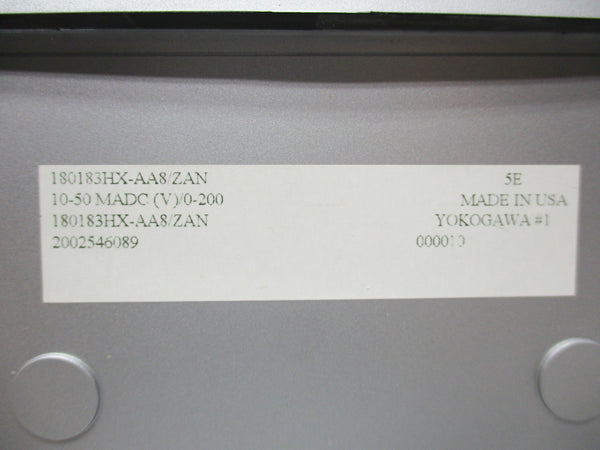 180183HX-AA8/ZAN 5E
10-50 MADC (V)/0-200 MADE IN USA
180183HX-AA8/ZAN YOKOGAWA #1
2002546089 000010